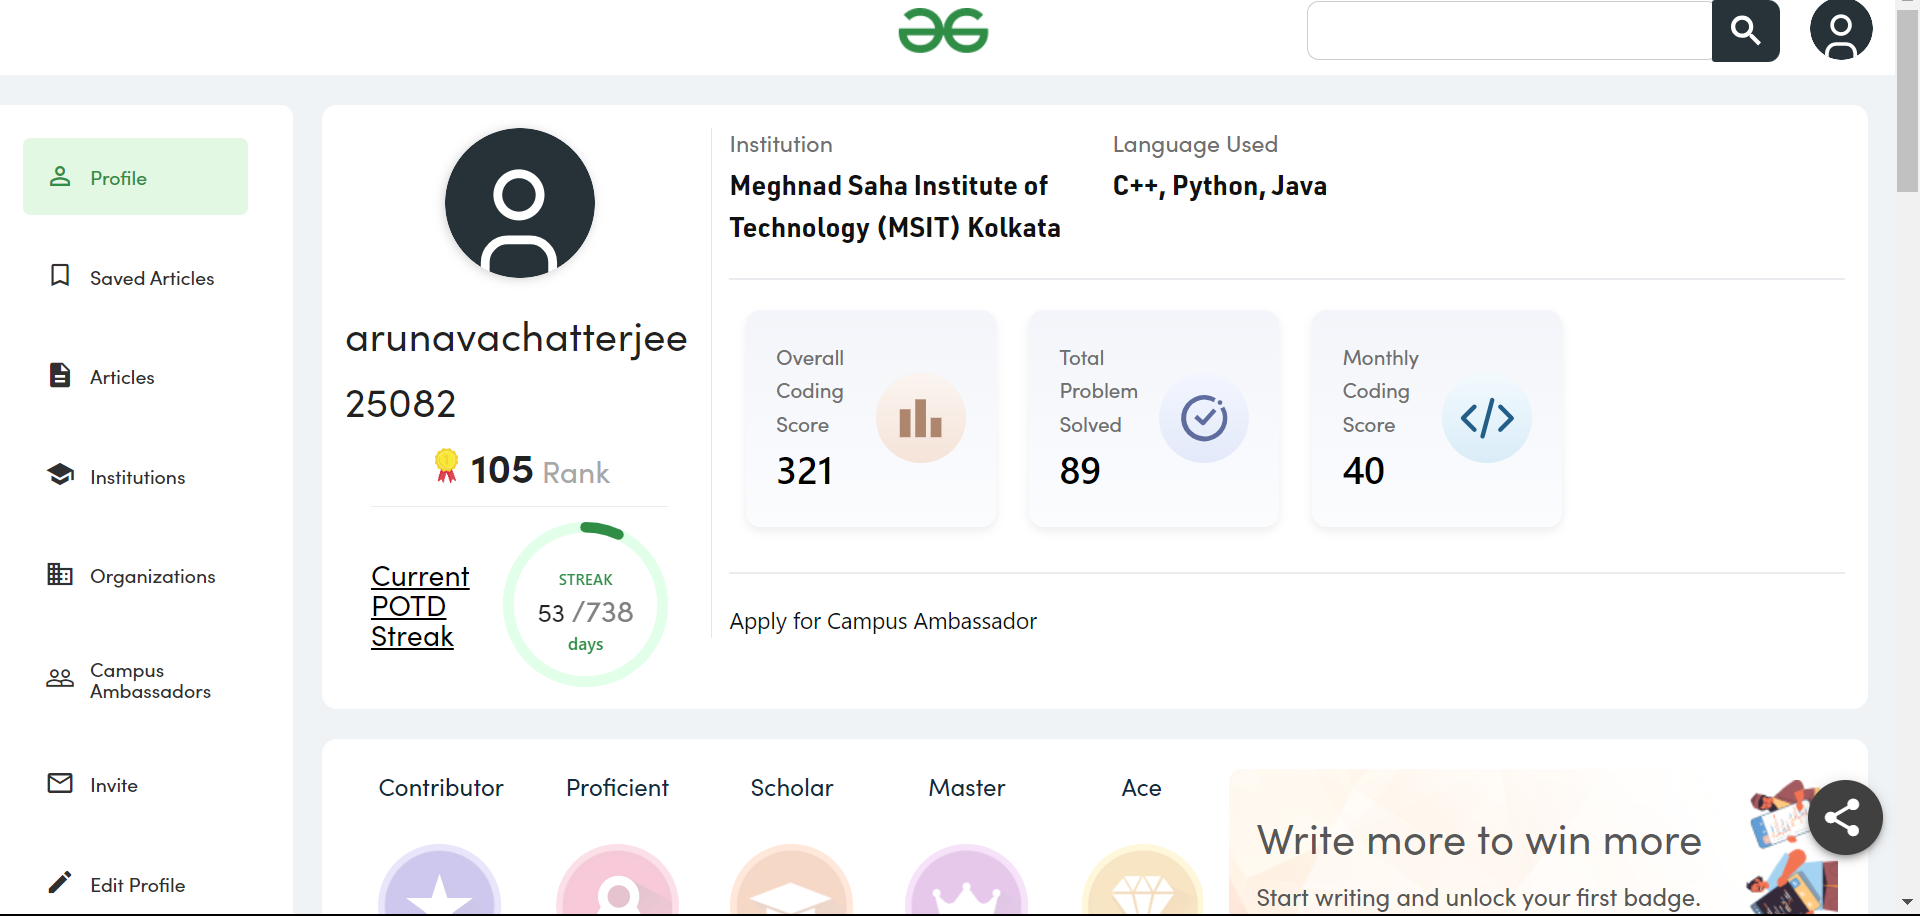 Profile
Saved Articles
Articles
Institutions
Organizations
Campus
Ambassadors
Invite
Edit Profile
arunavachatterjee
25082
105 Rank
Current
POTD
Streak
STREAK
53 /738
days
Institution
Meghnad Saha Institute of
Technology (MSIT) Kolkata
Language Used
C++, Python, Java
Overall
Coding
Score
321
Total
Problem
Solved
89
Monthly
Coding
Score
40
Apply for Campus Ambassador
Contributor
Proficient
Scholar
Master
Ace
Write more to win more
Start writing and unlock your first badge.